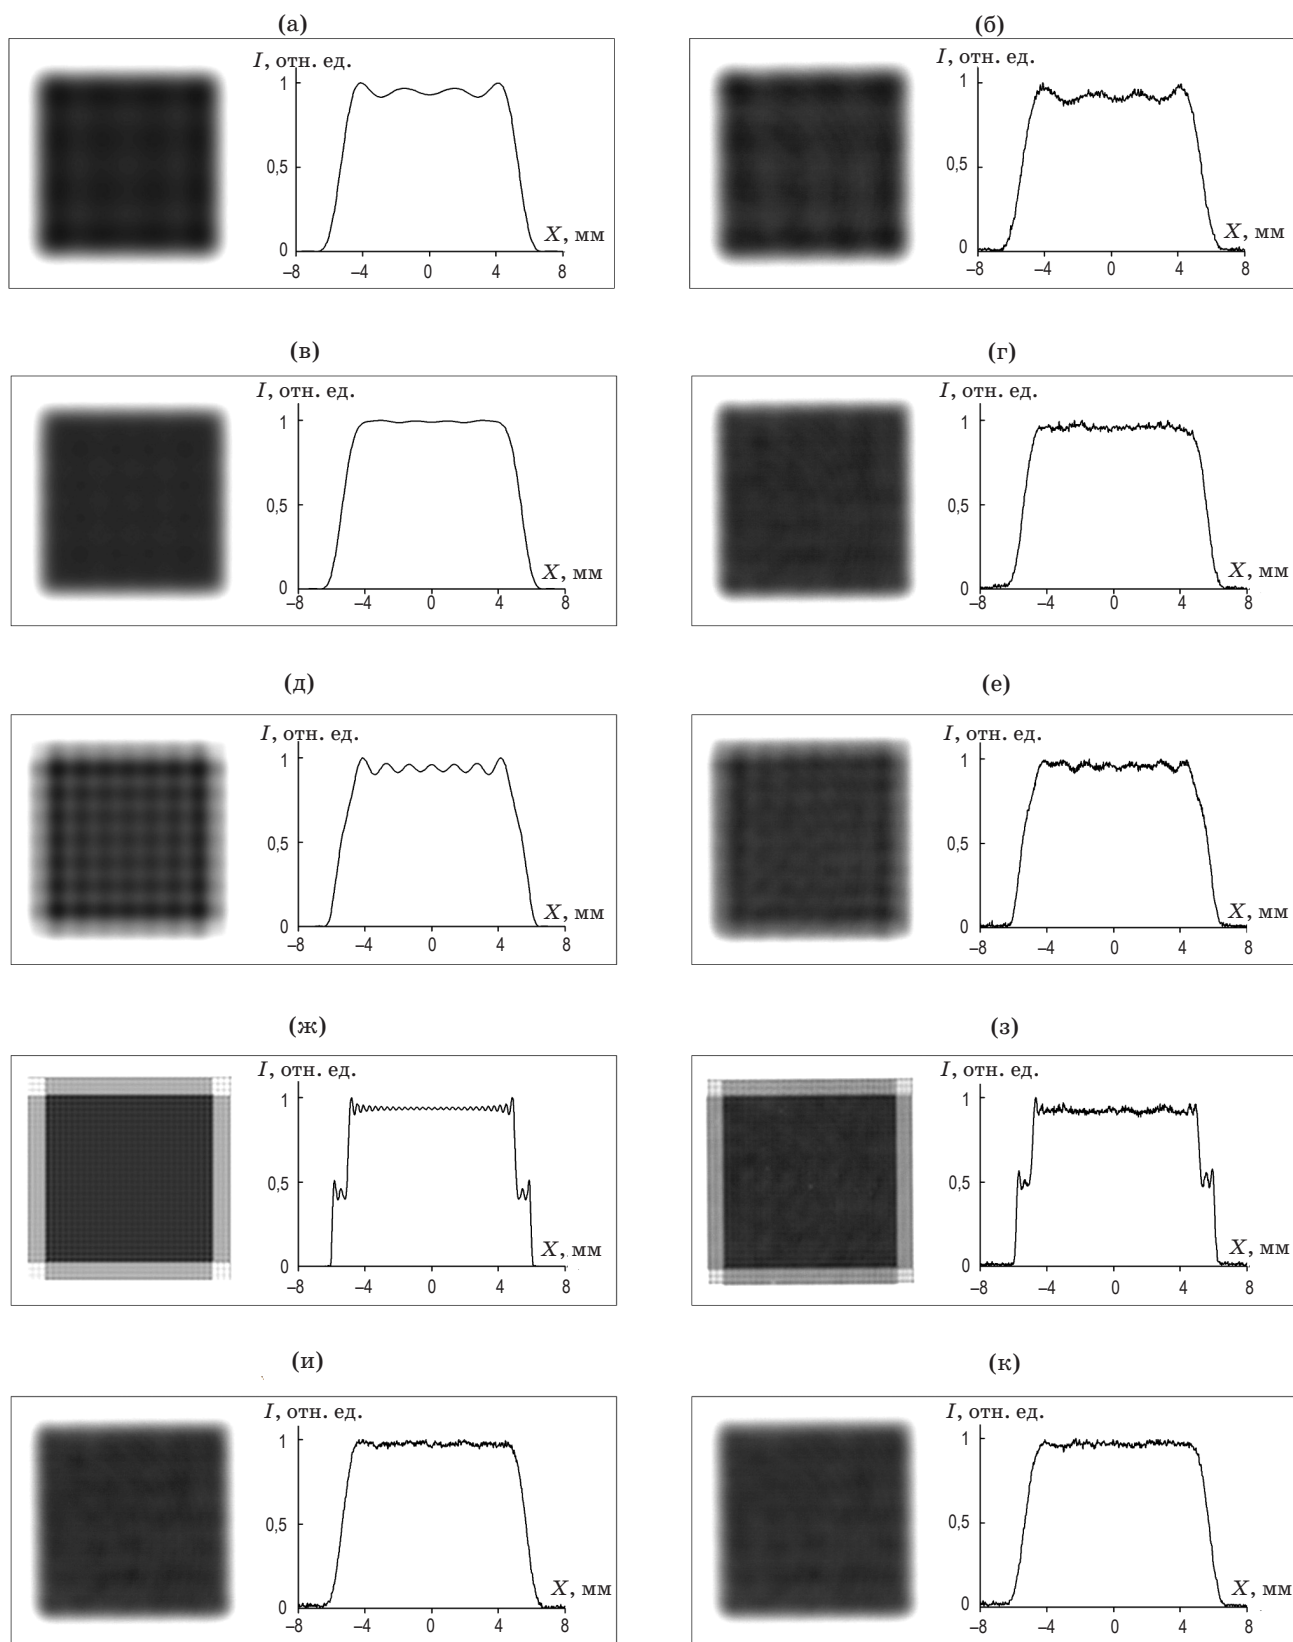 (а)
I, отн. ед.
1
0,5
0
X, мм
–8 –4 0 4 8
(б)
I, отн. ед.
1
0,5
0
X, мм
–8 –4 0 4 8
(в)
I, отн. ед.
1
0,5
0
X, мм
–8 –4 0 4 8
(г)
I, отн. ед.
1
0,5
0
X, мм
–8 –4 0 4 8
(д)
I, отн. ед.
1
0,5
0
X, мм
–8 –4 0 4 8
(е)
I, отн. ед.
1
0,5
0
X, мм
–8 –4 0 4 8
(ж)
I, отн. ед.
1
0,5
0
X, мм
–8 –4 0 4 8
(з)
I, отн. ед.
1
0,5
0
X, мм
–8 –4 0 4 8
(и)
I, отн. ед.
1
0,5
0
X, мм
–8 –4 0 4 8
(к)
I, отн. ед.
1
0,5
0
X, мм
–8 –4 0 4 8